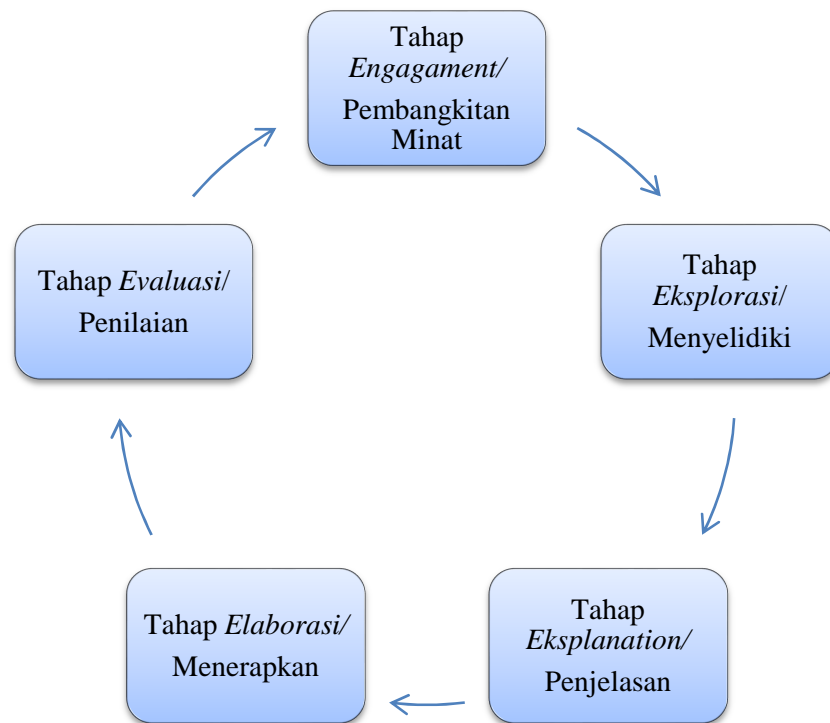 Tahap
Engagament/
Pembangkitan
Minat
Tahap
Eksplorasi/
Menyelidiki
Tahap
Eksplanation/
Penjelasan
Tahap Elaborasi/
Menerapkan
Tahap Evaluasi/
Penilaian